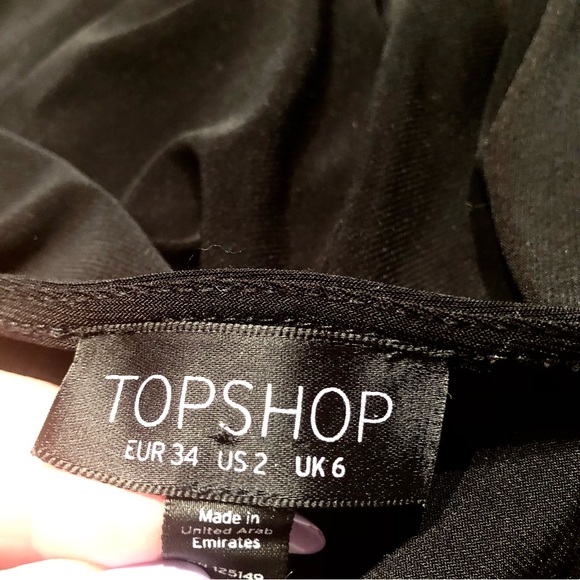 TOPSHOP
EUR 34 US 2 UK 6
Made in
United Arab
Emirates